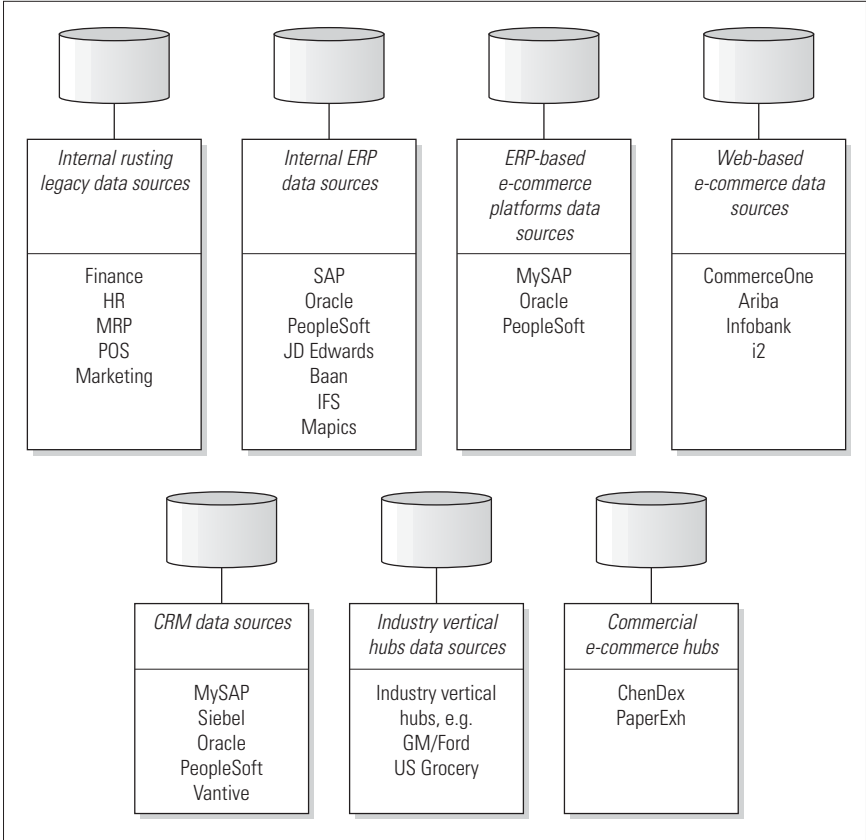 Internal rusting
legacy data sources
Finance
HR
MRP
POS
Marketing
Internal ERP
data sources
SAP
Oracle
PeopleSoft
JD Edwards
Baan
IFS
Mapics
ERP-based
e-commerce
platforms data
sources
MySAP
Oracle
PeopleSoft
Web-based
e-commerce data
sources
CommerceOne
Ariba
Infobank
i2
CRM data sources
MySAP
Siebel
Oracle
PeopleSoft
Vantive
Industry vertical
hubs data sources
Industry vertical
hubs, e.g.
GM/Ford
US Grocery
Commercial
e-commerce hubs
ChenDex
PaperExh